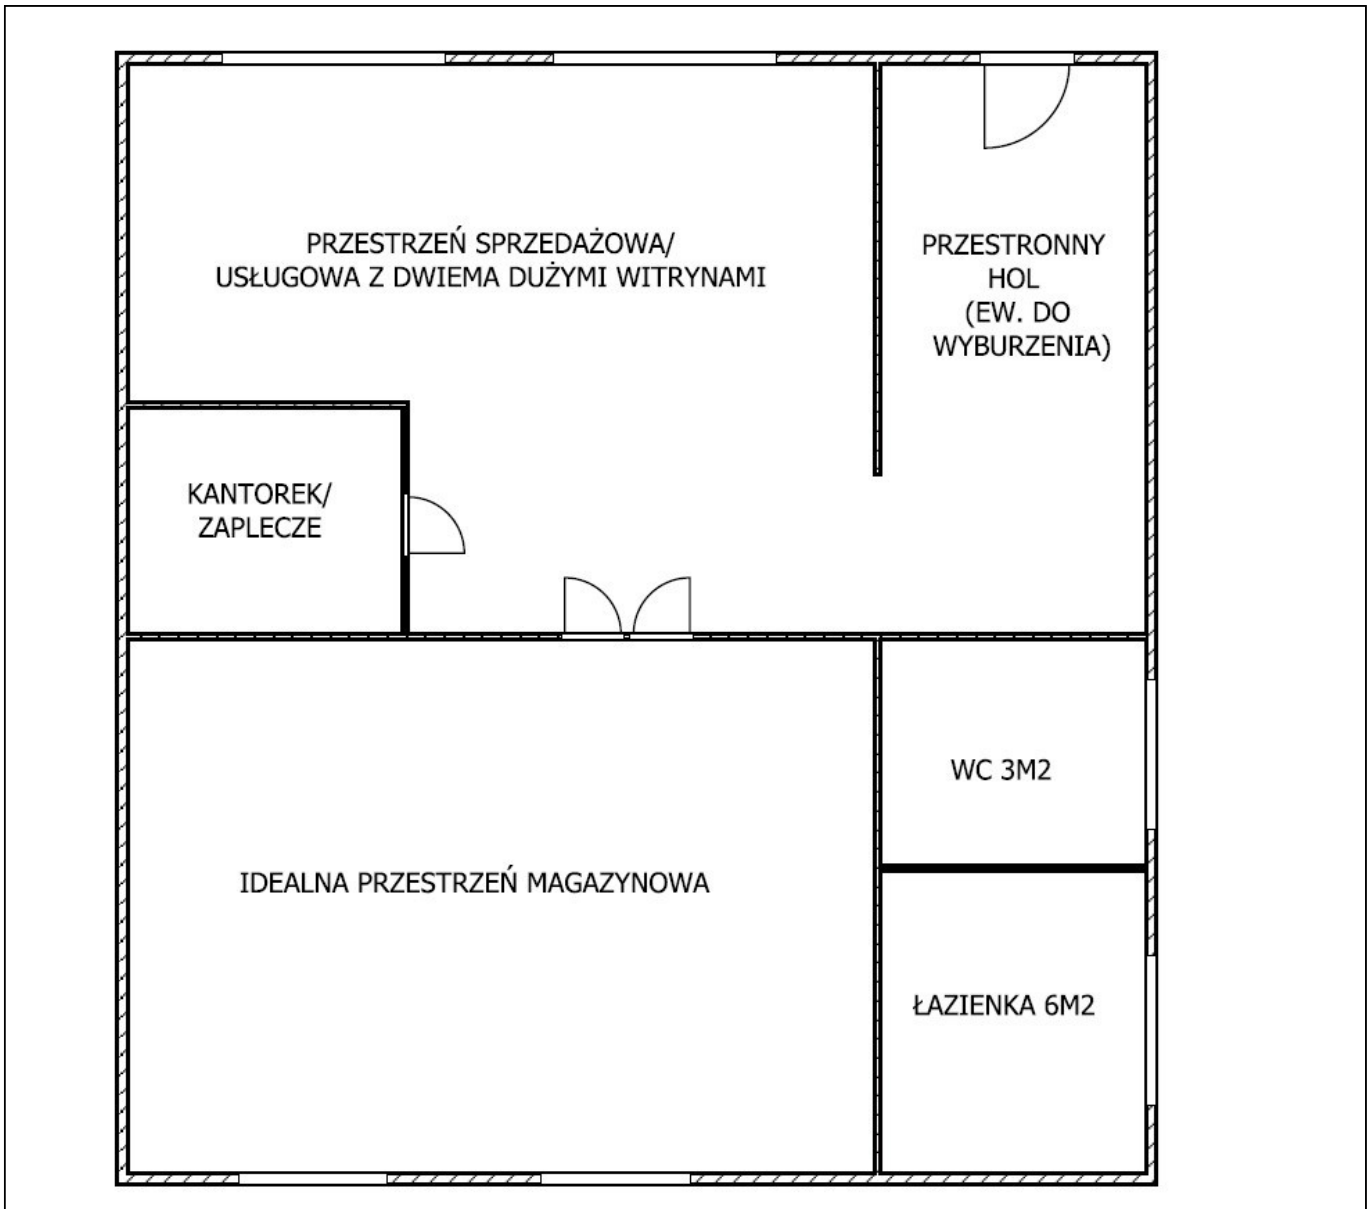 PRZESTRZEŃ SPRZEDAŻOWA/
USŁUGOWA Z DWIEMA DUŻYMI WITRYNAMI
PRZESTRONNY
HOL
(EW. DO
WYBURZENIA)
KANTOREK/
ZAPLECZE
WC 3M2
IDEALNA PRZESTRZEŃ MAGAZYNOWA
ŁAZIENKA 6M2